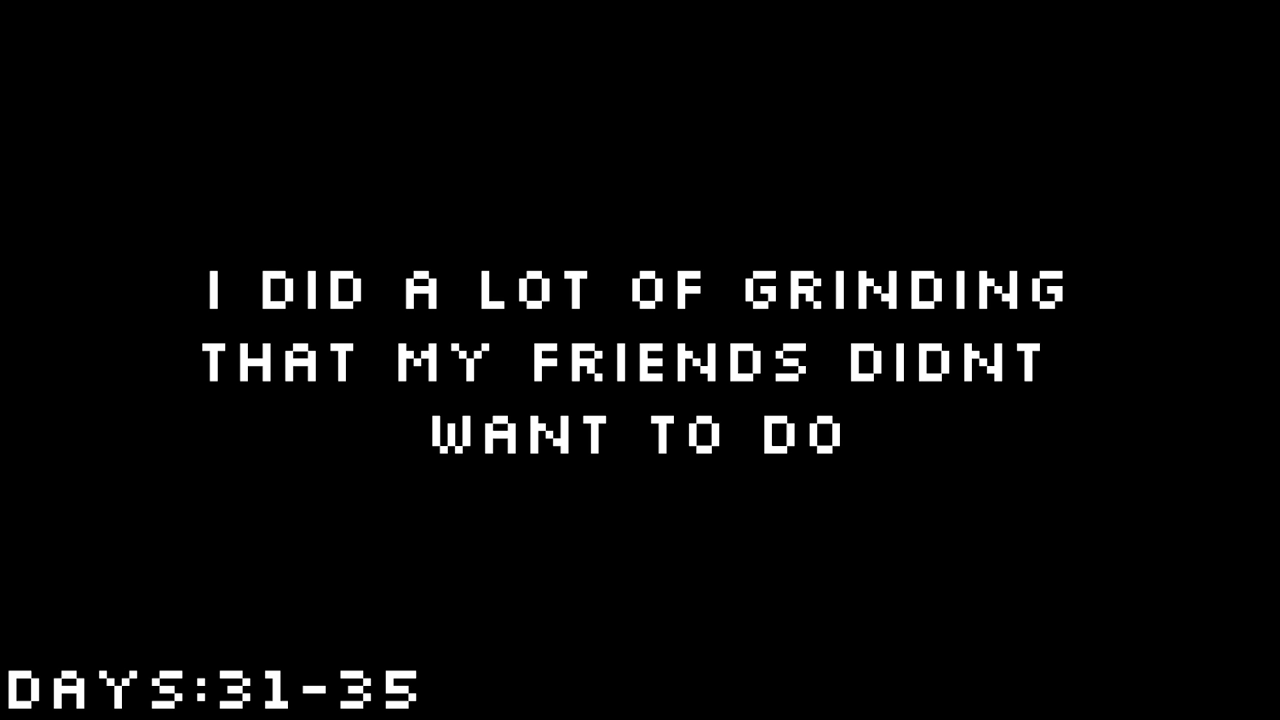 I DID A LOT OF GRINDING
THAT MY FRIENDS DIDNT
WANT TO DO
DAYS:31-35